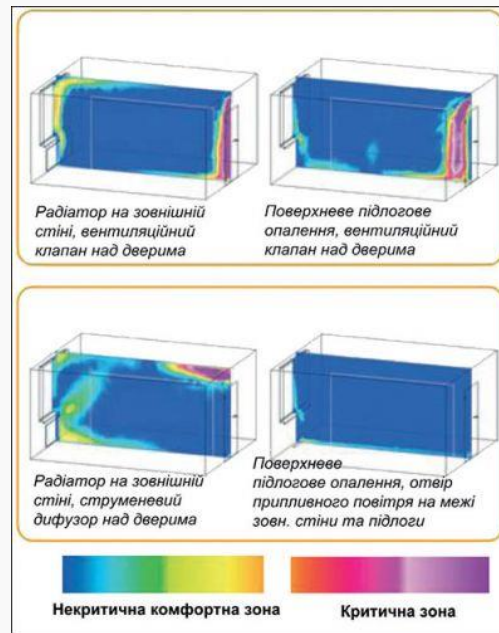 Радіатор на зовнішній
стіні, вентиляційний
клапан над дверима
Поверхневе підлогове
опалення, вентиляційний
клапан над дверима
Радіатор на зовнішній
стіні, струменевий
дифузор над дверима
Поверхневе
підлогове опалення, отвір
припливного повітря на межі
зовн. стіни та підлоги
Некритична комфортна зона
Критична зона